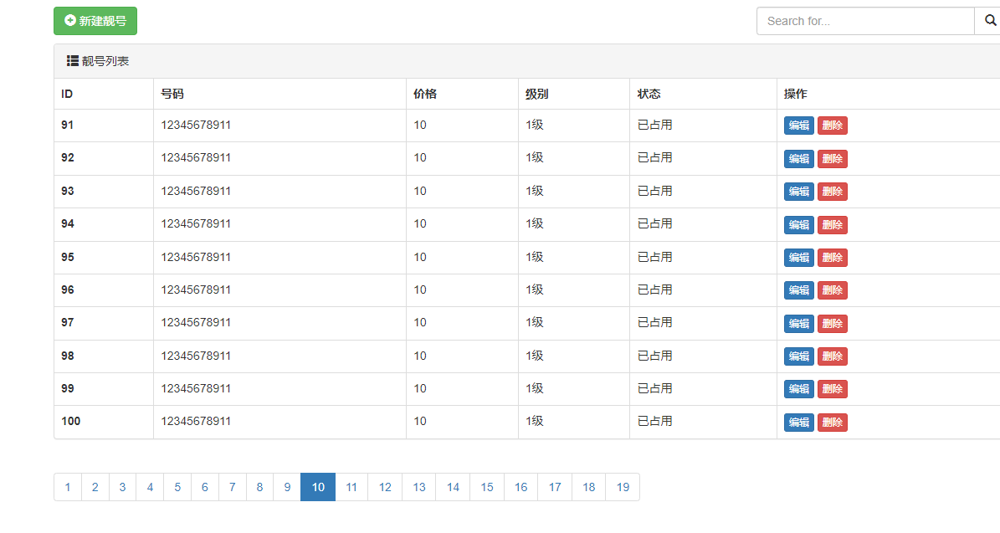 新建靓号 Search for...
靓号列表
ID 号码 价格 级别 状态 操作
91 12345678911 10 1级 已占用 编辑 删除
92 12345678911 10 1级 已占用 编辑 删除
93 12345678911 10 1级 已占用 编辑 删除
94 12345678911 10 1级 已占用 编辑 删除
95 12345678911 10 1级 已占用 编辑 删除
96 12345678911 10 1级 已占用 编辑 删除
97 12345678911 10 1级 已占用 编辑 删除
98 12345678911 10 1级 已占用 编辑 删除
99 12345678911 10 1级 已占用 编辑 删除
100 12345678911 10 1级 已占用 编辑 删除
1 2 3 4 5 6 7 8 9 10 11 12 13 14 15 16 17 18 19